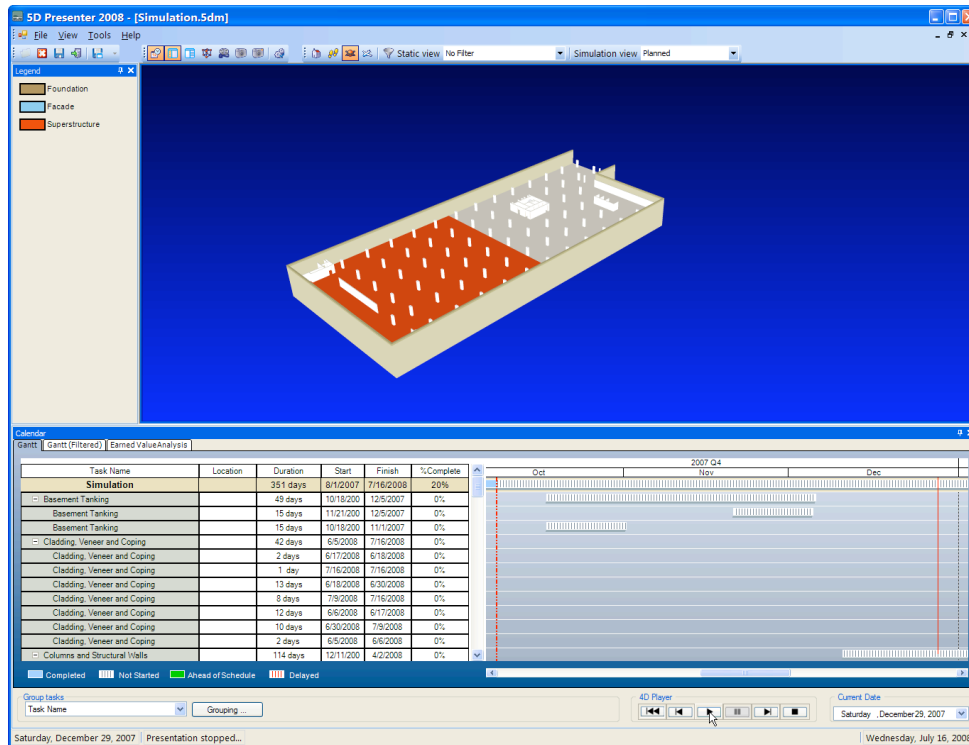 5D Presenter 2008 - [Simulation.5dm]
File View Tools Help
Static view No Filter Simulation view Planned
Legend
Foundation
Facade
Superstructure
Calendar
Gantt Gantt (Filtered) Earned Value Analysis
2007 Q4
Task Name Location Duration Start Finish %Complete Oct Nov Dec
Simulation 351 days 8/1/2007 7/16/2008 20%
Basement Tanking 49 days 10/18/200 12/5/2007 0%
Basement Tanking 15 days 11/21/200 12/5/2007 0%
Basement Tanking 15 days 10/18/200 11/1/2007 0%
Cladding, Veneer and Coping 42 days 6/5/2008 7/16/2008 0%
Cladding, Veneer and Coping 2 days 6/17/2008 6/18/2008 0%
Cladding, Veneer and Coping 1 day 7/16/2008 7/16/2008 0%
Cladding, Veneer and Coping 13 days 6/18/2008 6/30/2008 0%
Cladding, Veneer and Coping 8 days 7/9/2008 7/16/2008 0%
Cladding, Veneer and Coping 12 days 6/6/2008 6/17/2008 0%
Cladding, Veneer and Coping 10 days 6/30/2008 7/9/2008 0%
Cladding, Veneer and Coping 2 days 6/5/2008 6/6/2008 0%
Columns and Structural Walls 114 days 12/11/200 4/2/2008 0%
Completed Not Started Ahead of Schedule Delayed
Group tasks 4D Player Current Date
Task Name Grouping ... Saturday , December 29, 2007
Saturday, December 29, 2007 Presentation stopped... Wednesday, July 16, 2008